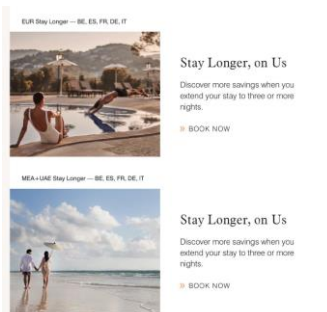 EUR Stay Longer — BE, ES, FR, DE, IT
Stay Longer, on Us
Discover more savings when you
extend your stay to three or more
nights.
» BOOK NOW
MEA+UAE Stay Longer — BE, ES, FR, DE, IT
Stay Longer, on Us
Discover more savings when you
extend your stay to three or more
nights.
» BOOK NOW